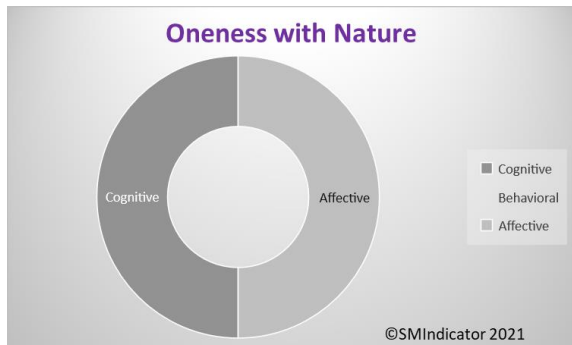 Oneness with Nature
Cognitive
Affective
Cognitive
Behavioral
Affective
©SMIndicator 2021